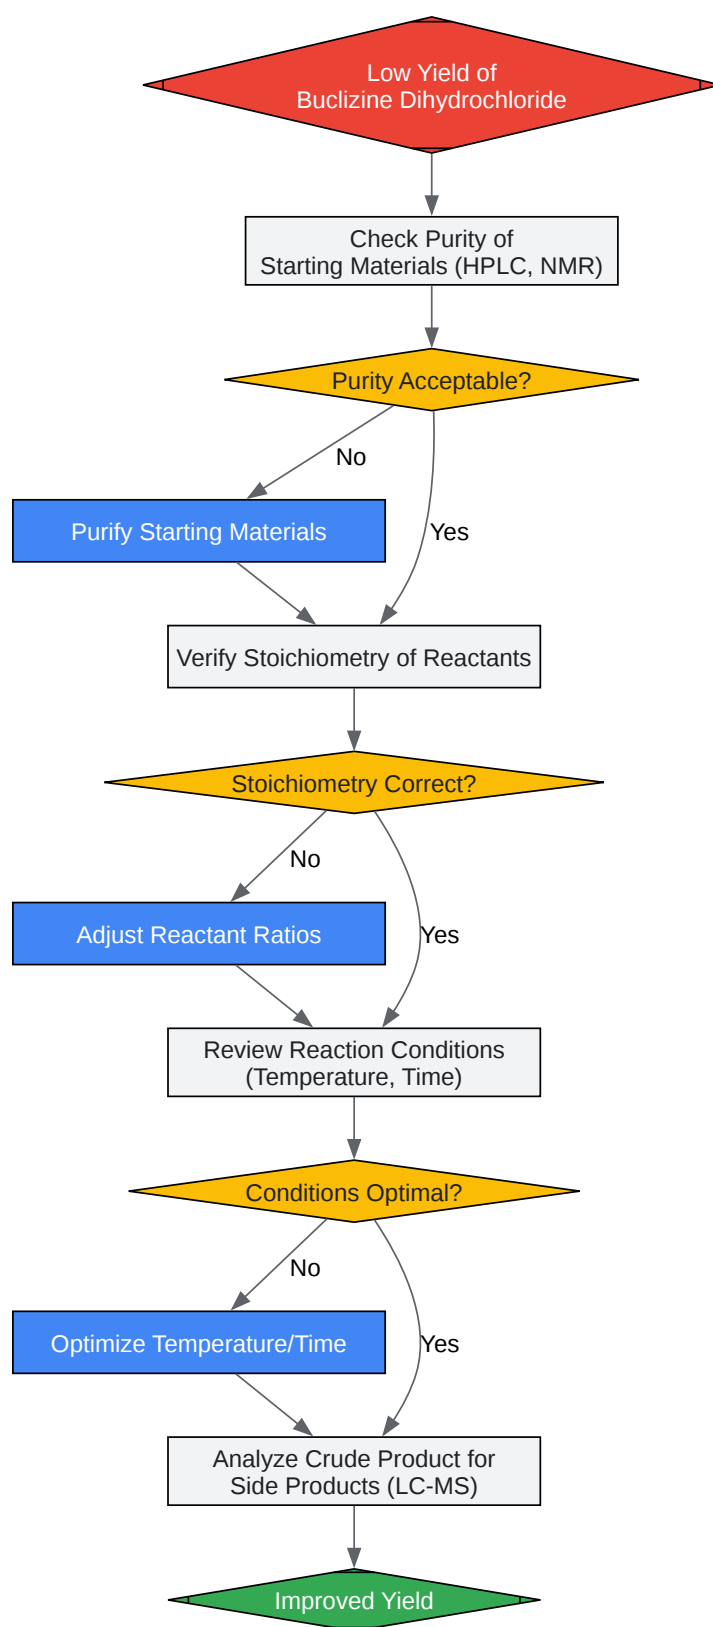 Low Yield of
Buclizine Dihydrochloride
Check Purity of
Starting Materials (HPLC, NMR)
Purity Acceptable?
No
Purify Starting Materials
Yes
Verify Stoichiometry of Reactants
Stoichiometry Correct?
No
Adjust Reactant Ratios
Yes
Review Reaction Conditions
(Temperature, Time)
Conditions Optimal?
No
Optimize Temperature/Time
Yes
Analyze Crude Product for
Side Products (LC-MS)
Improved Yield